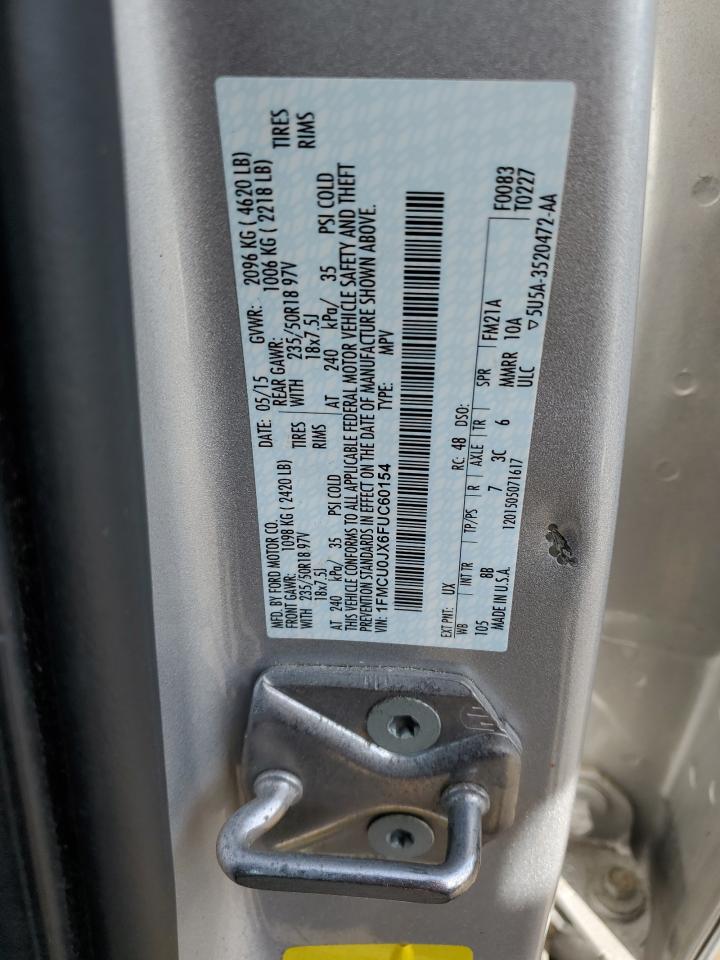 MFD. BY FORD MOTOR CO. DATE: 05/15 GVWR: 2096 KG ( 4620 LB)
FRONT GAWR: 1098 KG ( 2420 LB) REAR GAWR: 1006 KG ( 2218 LB)
WITH 235/50R18 97V TIRES WITH 235/50R18 97V TIRES
18x7.5J RIMS 18x7.5J RIMS
AT 240 kPa/ 35 PSI COLD AT 240 kPa/ 35 PSI COLD
THIS VEHICLE CONFORMS TO ALL APPLICABLE FEDERAL MOTOR VEHICLE SAFETY AND THEFT
PREVENTION STANDARDS IN EFFECT ON THE DATE OF MANUFACTURE SHOWN ABOVE.
VIN: 1FMCU0JX6FUC60154 TYPE: MPV
EXT PNT: UX RC: 48 DSO: F0083
WB INT TR TP/PS R AXLE TR SPR FM21A T0227
105 8B 7 3C 6 MMRR 10A
MADE IN U.S.A. 1201505071617 ULC ▽5U5A-3520472-AA